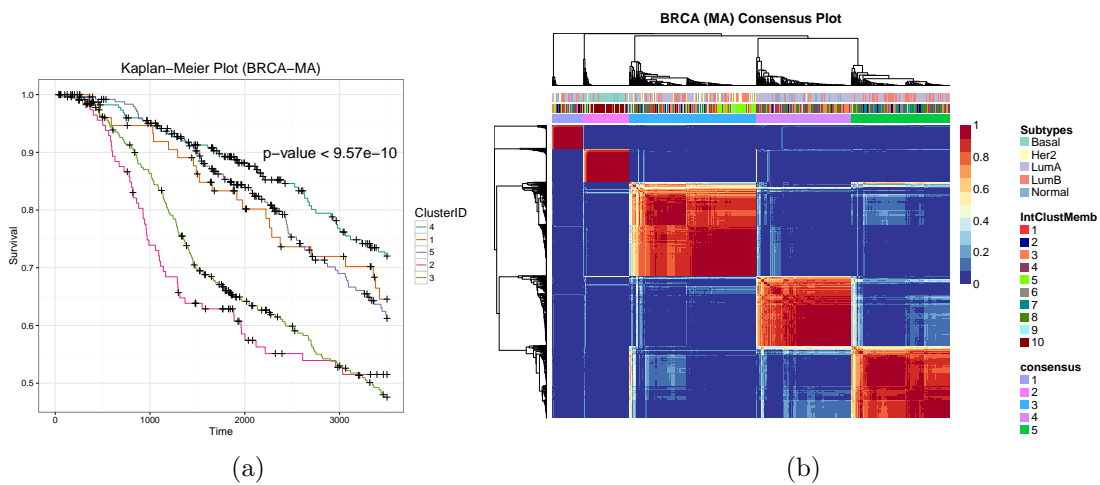 BRCA (MA) Consensus Plot
Kaplan−Meier Plot (BRCA−MA)
1.0
0.9
0.8
0.7
0.6
0.5
Survival
0
1000
2000
3000
Time
p−value < 9.57e−10
ClusterID
4
1
5
2
3
(a)
1
0.8
0.6
0.4
0.2
0
Subtypes
Basal
Her2
LumA
LumB
Normal
IntClustMemb
1
2
3
4
5
6
7
8
9
10
consensus
1
2
3
4
5
(b)